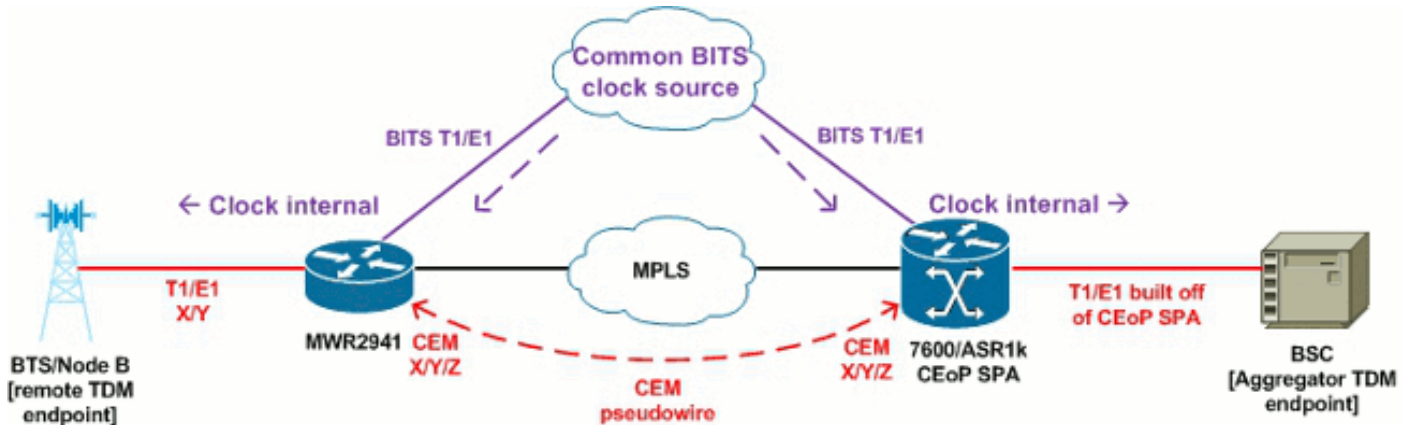 Common BITS
clock source
BITS T1/E1
BITS T1/E1
← Clock internal
Clock internal →
MPLS
T1/E1
X/Y
T1/E1 built off
of CEoP SPA
MWR2941
CEM
X/Y/Z
CEM
X/Y/Z
7600/ASR1k
CEoP SPA
BTS/Node B
[remote TDM
endpoint]
BSC
[Aggregator TDM
endpoint]
CEM
pseudowire